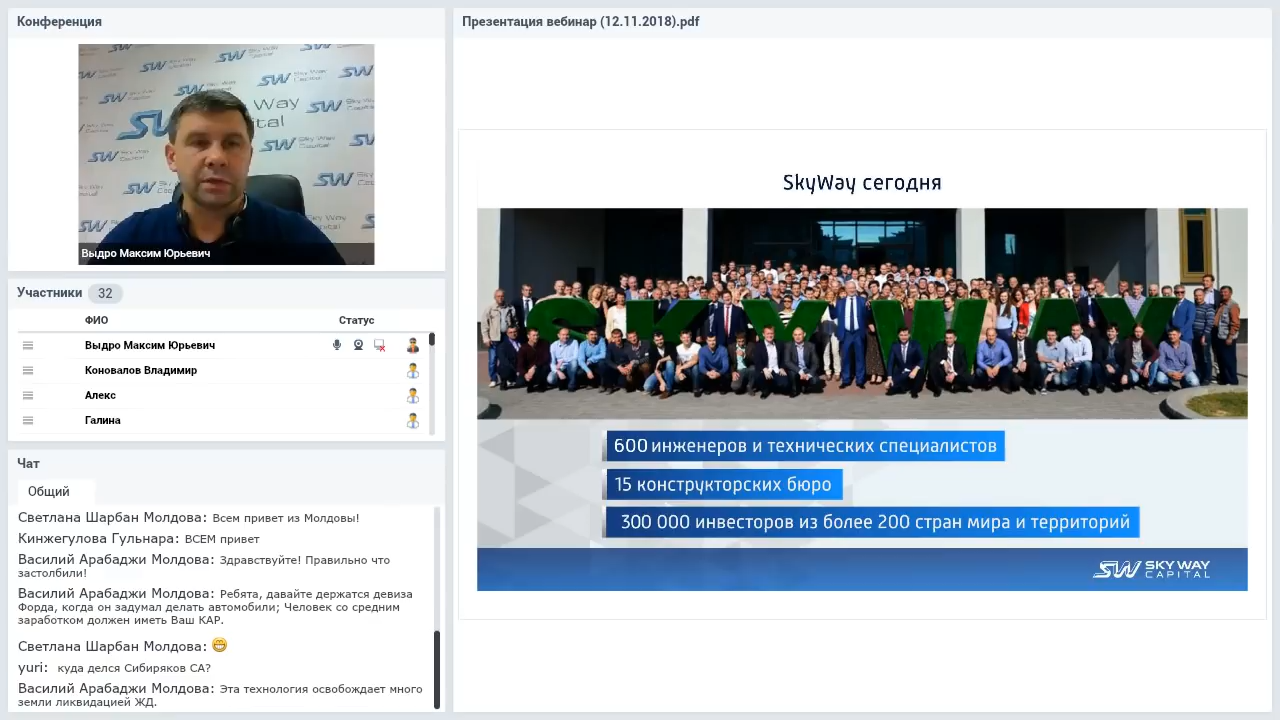 Конференция
Выдро Максим Юрьевич
Участники 32
ФИО Статус
Выдро Максим Юрьевич
Коновалов Владимир
Алекс
Галина
Чат
Общий
Светлана Шарбан Молдова: Всем привет из Молдовы!
Кинжегулова Гульнара: ВСЕМ привет
Василий Арабаджи Молдова: Здравствуйте! Правильно что
застолбили!
Василий Арабаджи Молдова: Ребята, давайте держатся девиза
Форда, когда он задумал делать автомобили; Человек со средним
заработком должен иметь Ваш КАР.
Светлана Шарбан Молдова:
yuri: куда делся Сибиряков СА?
Василий Арабаджи Молдова: Эта технология освобождает много
земли ликвидацией ЖД.
Презентация вебинар (12.11.2018).pdf
SkyWay сегодня
SKYWAY
600 инженеров и технических специалистов
15 конструкторских бюро
300 000 инвесторов из более 200 стран мира и территорий
SW SKY WAY
CAPITAL